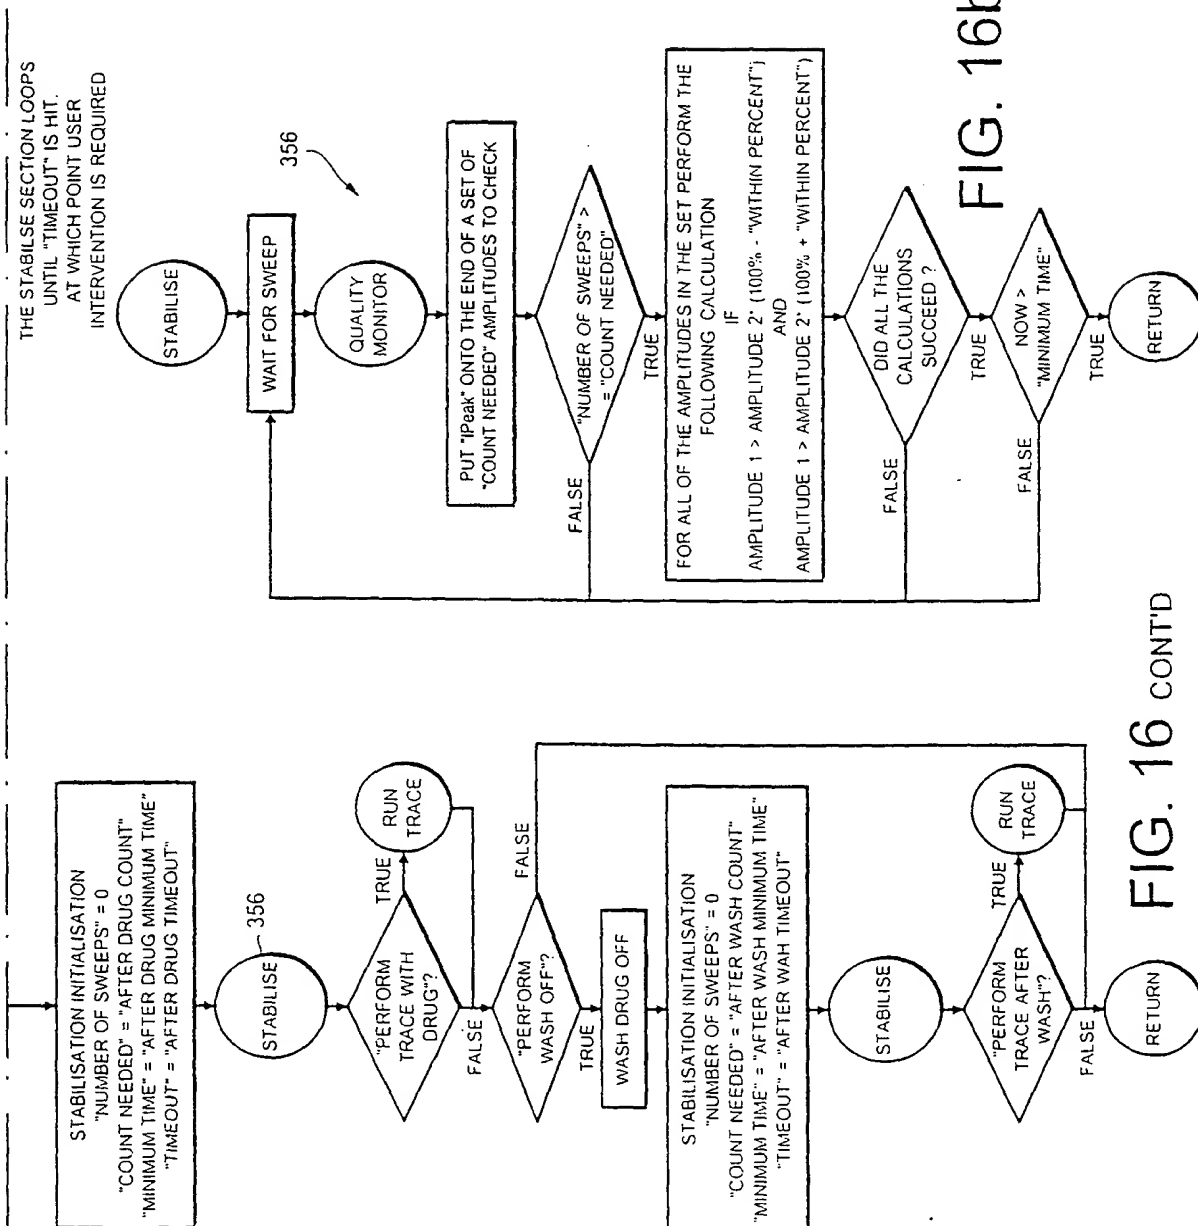 THE STABILSE SECTION LOOPS
UNTIL "TIMEOUT" IS HIT.
AT WHICH POINT USER
INTERVENTION IS REQUIRED
STABILISE
WAIT FOR SWEEP
356
QUALITY
MONITOR
PUT "IPeak" ONTO THE END OF A SET OF
"COUNT NEEDED" AMPLITUDES TO CHECK
"NUMBER OF SWEEPS" >
= "COUNT NEEDED"
FALSE
TRUE
FOR ALL OF THE AMPLITUDES IN THE SET PERFORM THE
FOLLOWING CALCULATION
IF
AMPLITUDE 1 > AMPLITUDE 2* (100% - "WITHIN PERCENT")
AND
AMPLITUDE 1 > AMPLITUDE 2* (100% + "WITHIN PERCENT")
DID ALL THE
CALCULATIONS
SUCCEED ?
FALSE
TRUE
NOW >
"MINIMUM TIME"
FALSE
TRUE
RETURN
FIG. 16b
STABILISATION INITIALISATION
"NUMBER OF SWEEPS" = 0
"COUNT NEEDED" = "AFTER DRUG COUNT"
"MINIMUM TIME" = "AFTER DRUG MINIMUM TIME"
"TIMEOUT" = "AFTER DRUG TIMEOUT"
356
STABILISE
"PERFORM
TRACE WITH
DRUG"?
TRUE
RUN
TRACE
FALSE
"PERFORM
WASH OFF"?
FALSE
TRUE
WASH DRUG OFF
STABILISATION INITIALISATION
"NUMBER OF SWEEPS" = 0
"COUNT NEEDED" = "AFTER WASH COUNT"
"MINIMUM TIME" = "AFTER WASH MINIMUM TIME"
"TIMEOUT" = "AFTER WAH TIMEOUT"
STABILISE
"PERFORM
TRACE AFTER
WASH"?
TRUE
RUN
TRACE
FALSE
RETURN
FIG. 16 CONT'D